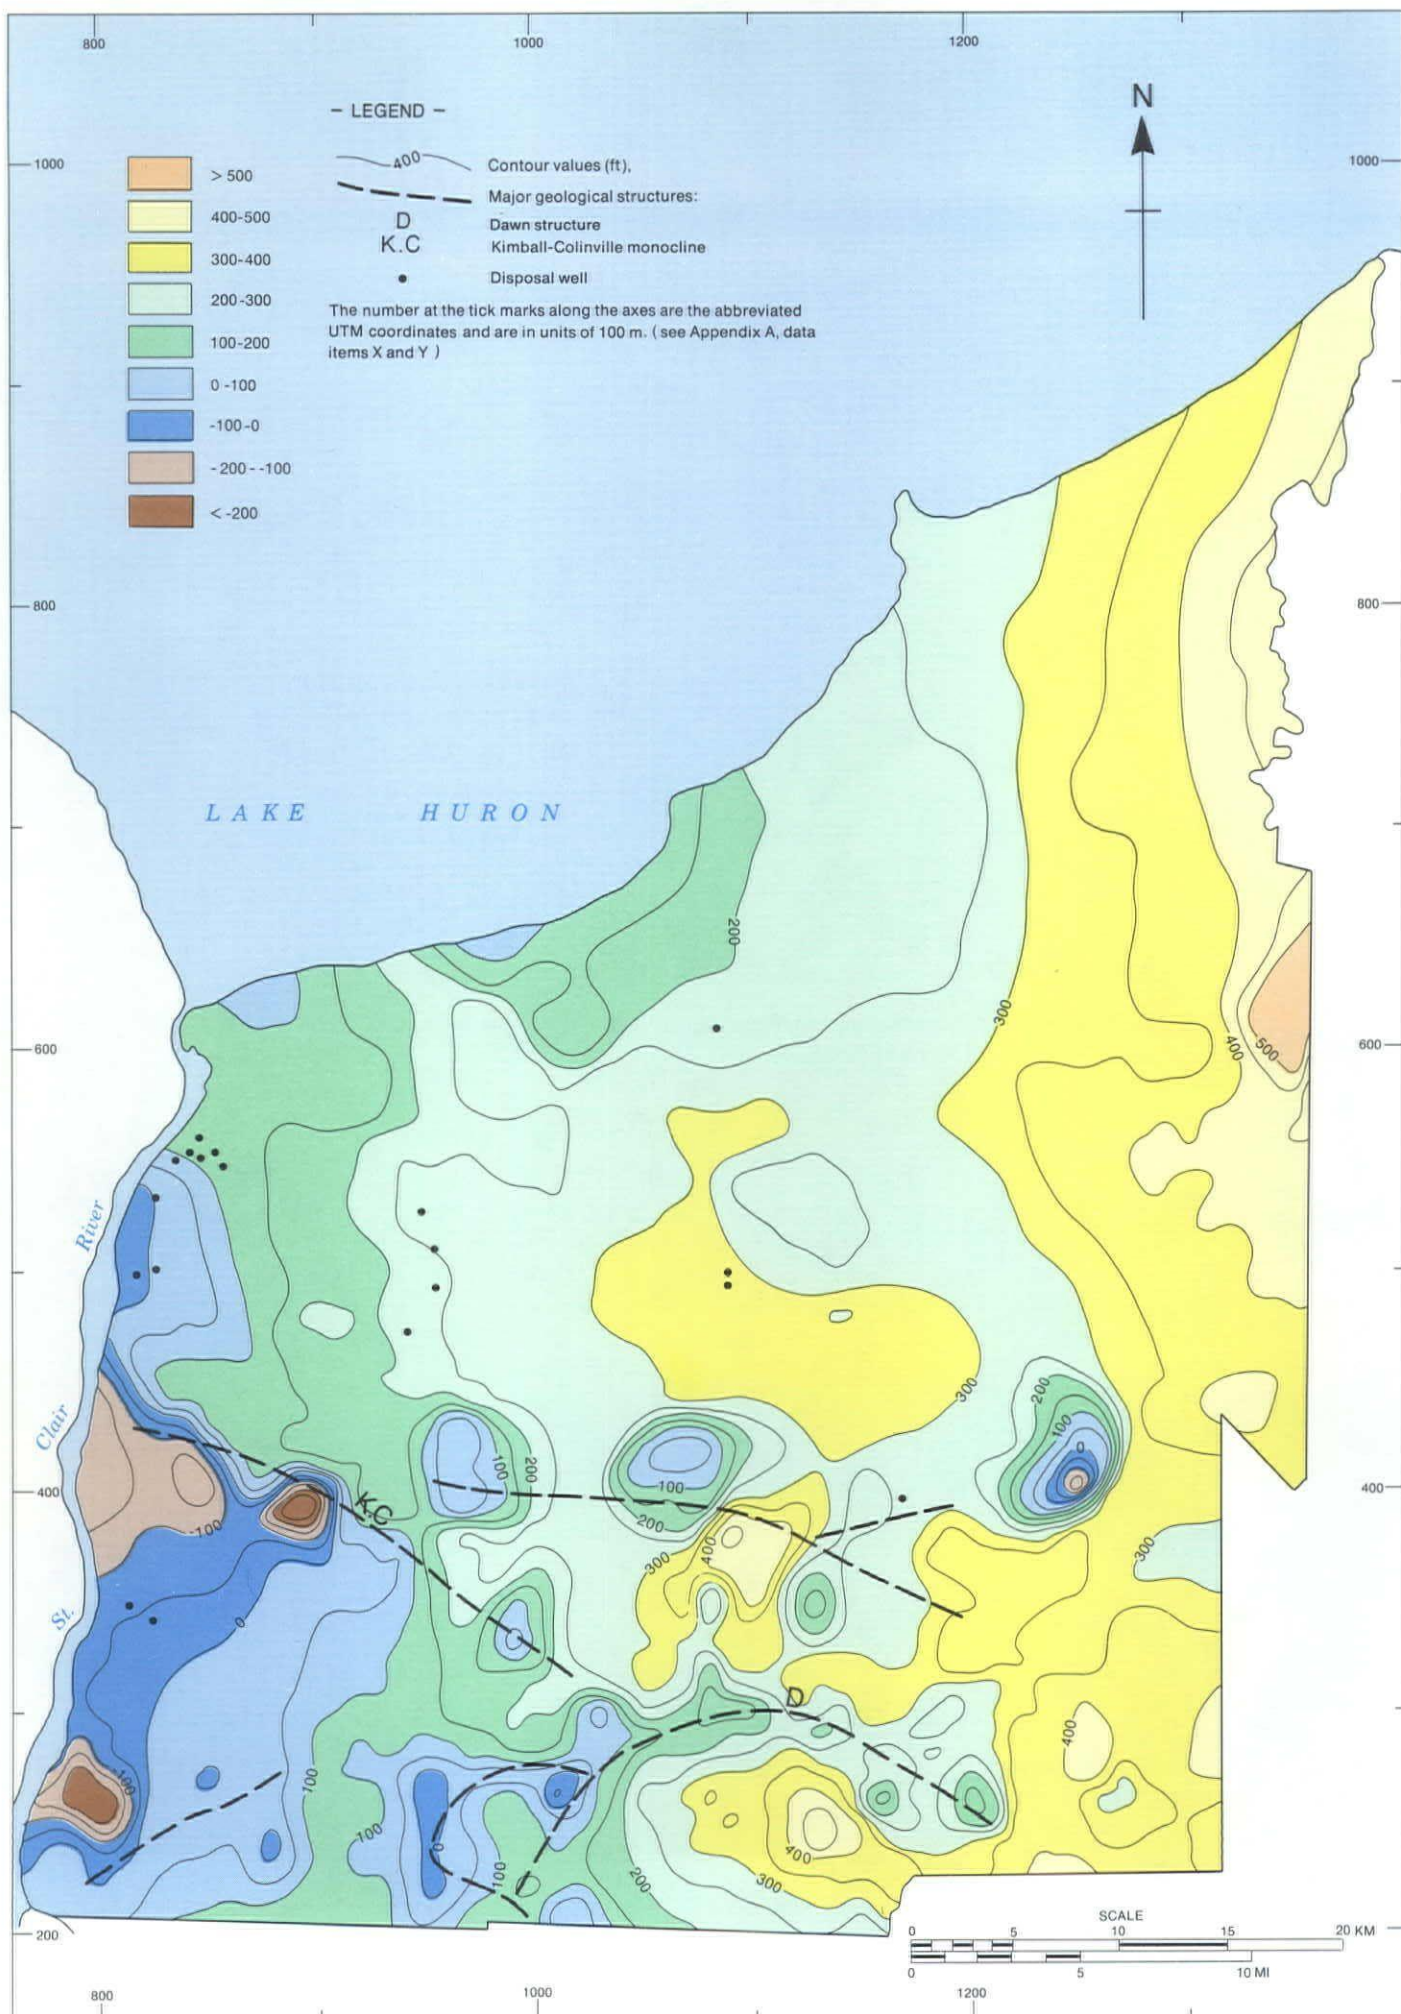 800 1000 1200
- LEGEND -
1000
1000
N
400 Contour values (ft),
> 500
Major geological structures:
400-500
D Dawn structure
K.C Kimball-Colinville monocline
300-400
Disposal well
200-300
The number at the tick marks along the axes are the abbreviated
UTM coordinates and are in units of 100 m. ( see Appendix A, data
items X and Y )
100-200
0 -100
-100-0
- 200 - -100
< -200
800
800
LAKE HURON
200
300
400
500
600
600
River
Clair
St.
300
200
100
0
100
200
400
400
-100
K.C
100
200
300
400
300
0
D
400
-100
100
100
0
100
200
300
400
200
SCALE
0 5 10 15 20 KM
0 5 10 MI
800 1000 1200